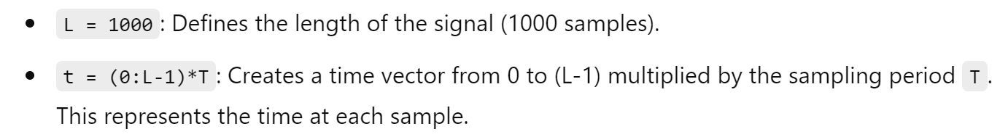 • L = 1000: Defines the length of the signal (1000 samples).
• t = (0:L-1)*T: Creates a time vector from 0 to (L-1) multiplied by the sampling period T.
This represents the time at each sample.